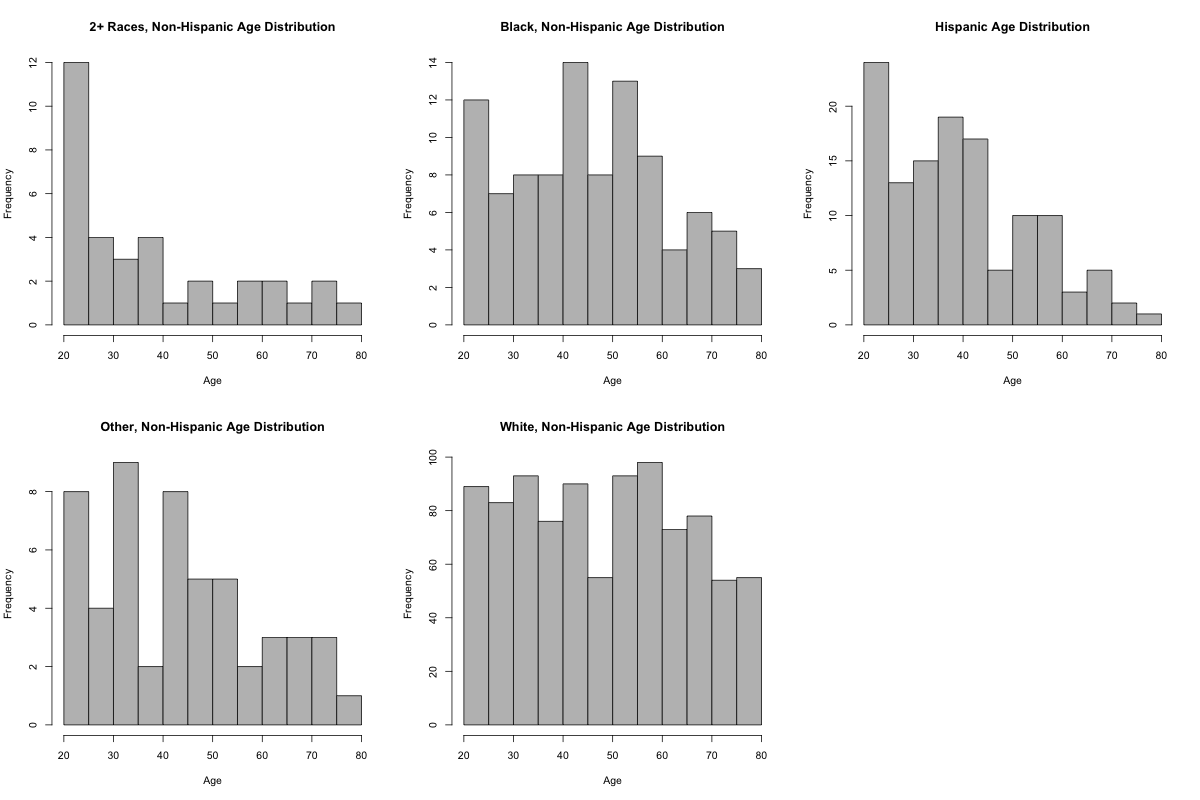 2+ Races, Non-Hispanic Age Distribution
Frequency
0 2 4 6 8 10 12
20 30 40 50 60 70 80
Age
Black, Non-Hispanic Age Distribution
Frequency
0 2 4 6 8 10 12 14
20 30 40 50 60 70 80
Age
Hispanic Age Distribution
Frequency
0 5 10 15 20
20 30 40 50 60 70 80
Age
Other, Non-Hispanic Age Distribution
Frequency
0 2 4 6 8
20 30 40 50 60 70 80
Age
White, Non-Hispanic Age Distribution
Frequency
0 20 40 60 80 100
20 30 40 50 60 70 80
Age